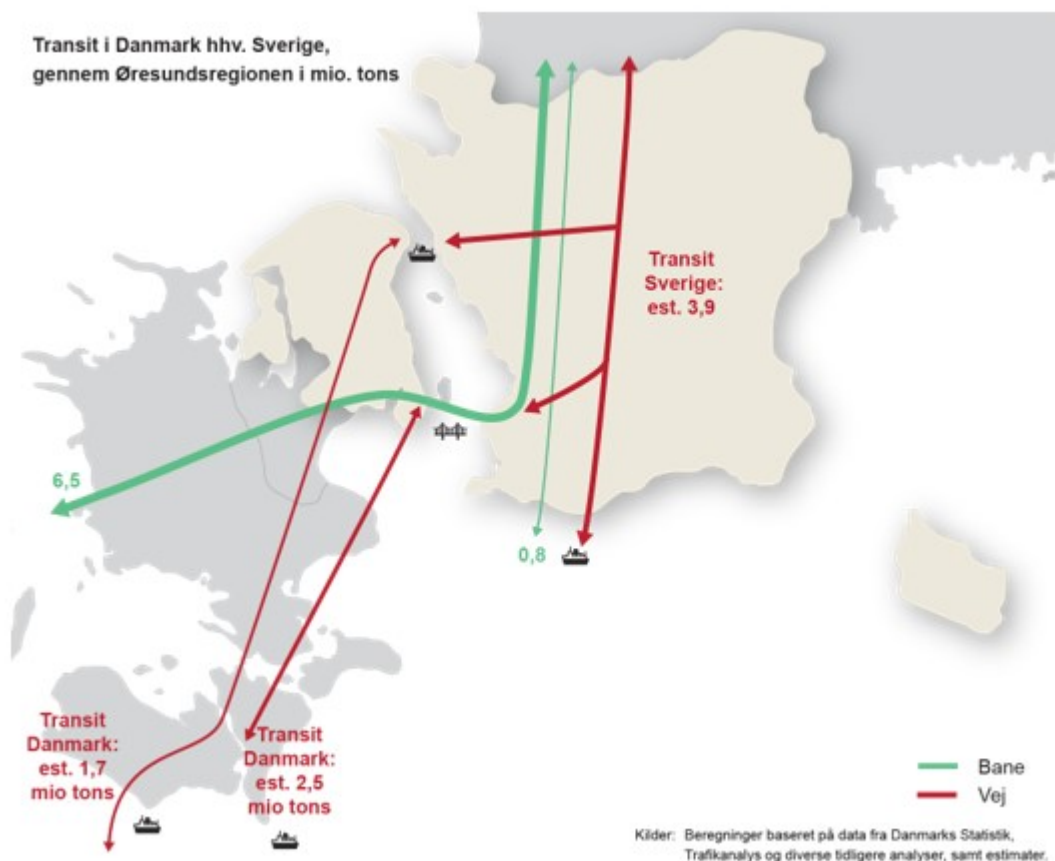 Transit i Danmark hhv. Sverige,
gennem Øresundsregionen i mio. tons
Transit
Sverige:
est. 3,9
6,5
0,8
Transit
Danmark:
est. 1,7
mio tons
Transit
Danmark:
est. 2,5
mio tons
Bane
Vej
Kilder: Beregninger baseret på data fra Danmarks Statistik,
Trafikanalys og diverse tidligere analyser, samt estimater.